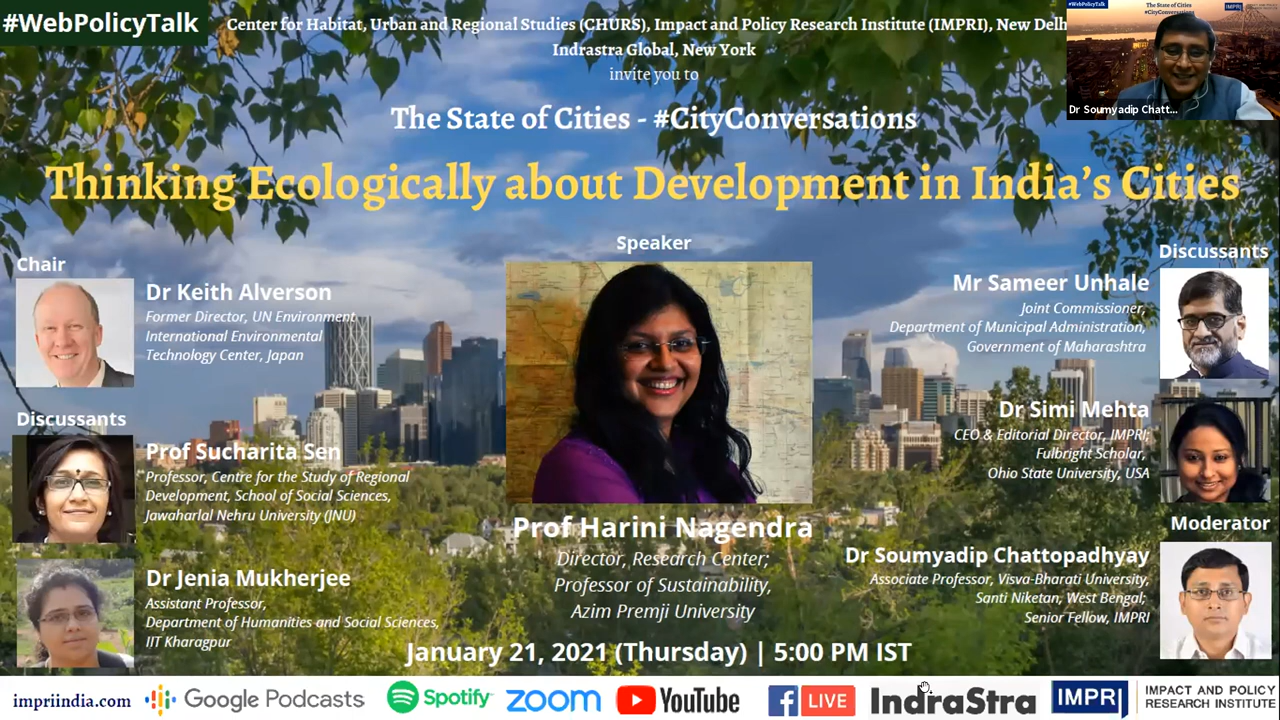 #WebPolicyTalk
Center for Habitat, Urban and Regional Studies (CHURS), Impact and Policy Research Institute (IMPRI), New Delh
Indrastra Global, New York
invite you to
The State of Cities - #CityConversations
Thinking Ecologically about Development in India's Cities
#WebPolicyTalk
The State of Cities
#CityConversations
IMPRI
Dr Soumyadip Chatt...
Chair
Dr Keith Alverson
Former Director, UN Environment
International Environmental
Technology Center, Japan
Discussants
Prof Sucharita Sen
Professor, Centre for the Study of Regional
Development, School of Social Sciences,
Jawaharlal Nehru University (JNU)
Dr Jenia Mukherjee
Assistant Professor,
Department of Humanities and Social Sciences,
IIT Kharagpur
Speaker
Prof Harini Nagendra
Director, Research Center;
Professor of Sustainability,
Azim Premji University
Discussants
Mr Sameer Unhale
Joint Commissioner,
Department of Municipal Administration,
Government of Maharashtra
Dr Simi Mehta
CEO & Editorial Director, IMPRI;
Fulbright Scholar,
Ohio State University, USA
Moderator
Dr Soumyadip Chattopadhyay
Associate Professor, Visva-Bharati University,
Santi Niketan, West Bengal;
Senior Fellow, IMPRI
January 21, 2021 (Thursday) | 5:00 PM IST
impriindia.com
Google Podcasts
Spotify
zoom
YouTube
LIVE
IndraStra
IMPRI
IMPACT AND POLICY
RESEARCH INSTITUTE